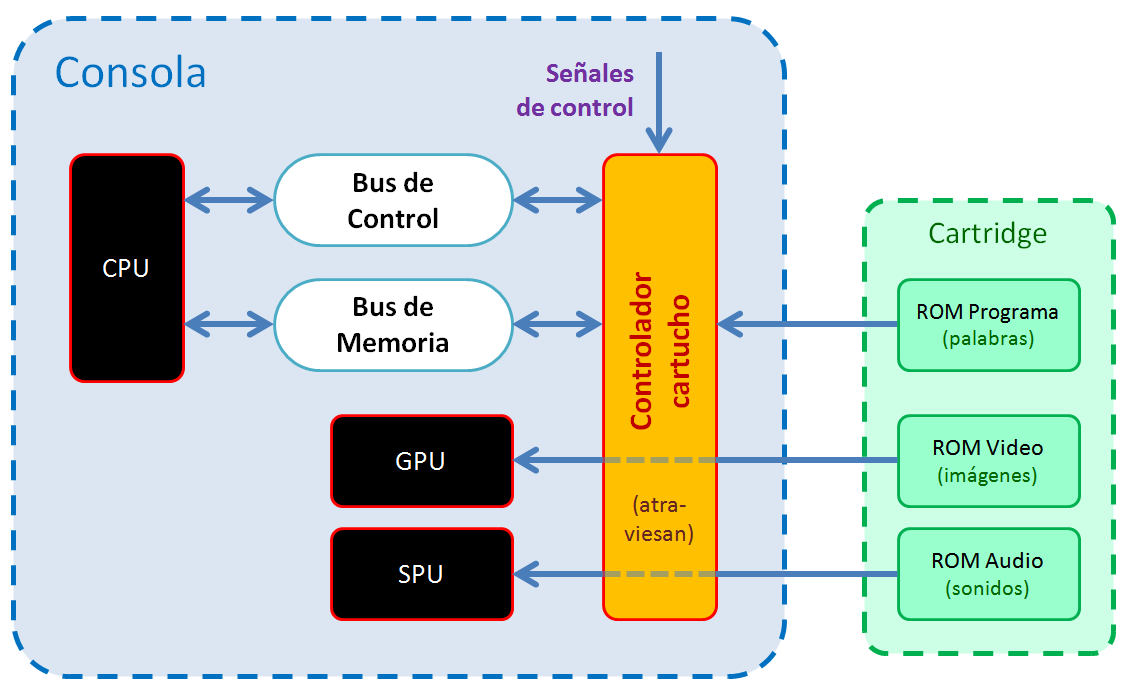 Consola
Señales
de control
Bus de
Control
CPU
Bus de
Memoria
Controlador
cartucho
GPU
(atra-
viesan)
SPU
Cartridge
ROM Programa
(palabras)
ROM Video
(imágenes)
ROM Audio
(sonidos)